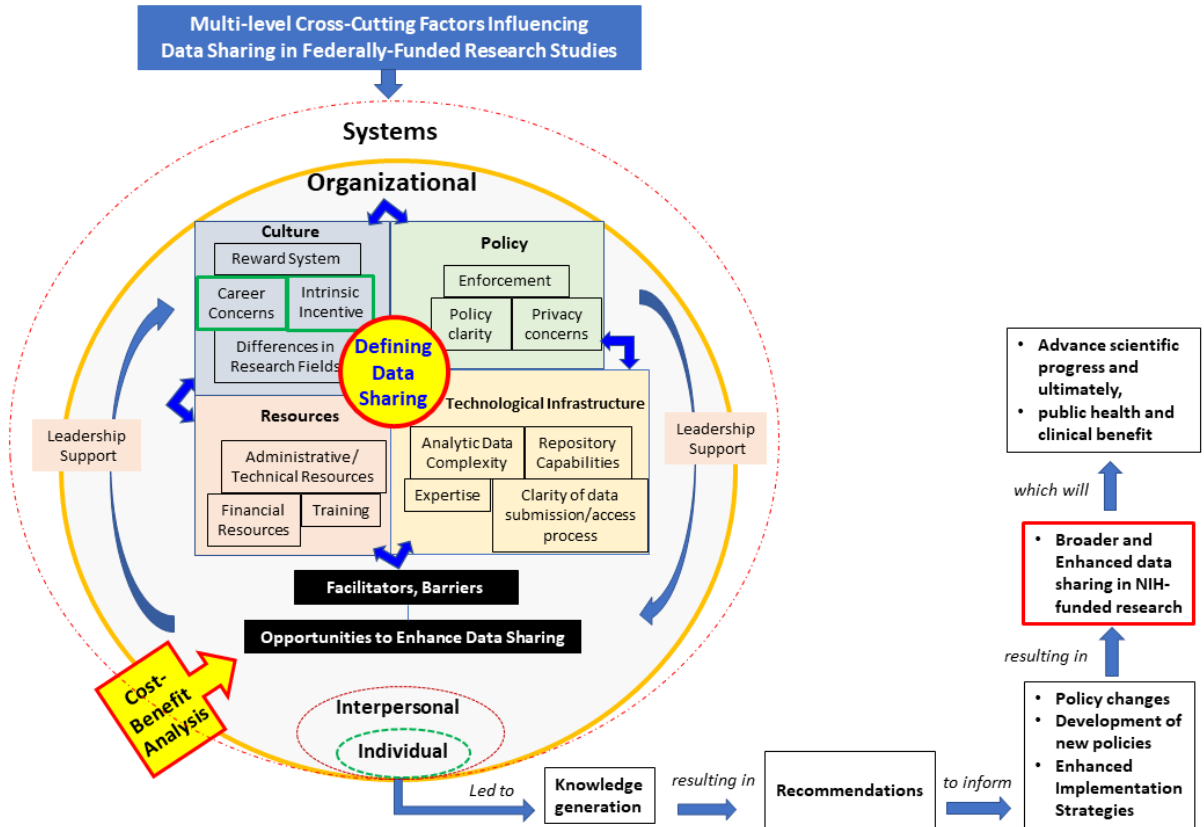 Multi-level Cross-Cutting Factors Influencing
Data Sharing in Federally-Funded Research Studies
Systems
Organizational
Culture
Reward System
Career
Concerns
Intrinsic
Incentive
Differences in
Research Fields
Policy
Enforcement
Policy
clarity
Privacy
concerns
Defining
Data
Sharing
Resources
Administrative/
Technical Resources
Financial
Resources
Training
Technological Infrastructure
Analytic Data
Complexity
Repository
Capabilities
Expertise
Clarity of data
submission/access
process
Leadership
Support
Leadership
Support
Facilitators, Barriers
Opportunities to Enhance Data Sharing
Cost-
Benefit
Analysis
Interpersonal
Individual
Led to
Knowledge
generation
resulting in
Recommendations
to inform
• Policy changes
• Development of
new policies
• Enhanced
Implementation
Strategies
resulting in
• Broader and
Enhanced data
sharing in NIH-
funded research
which will
• Advance scientific
progress and
ultimately,
• public health and
clinical benefit